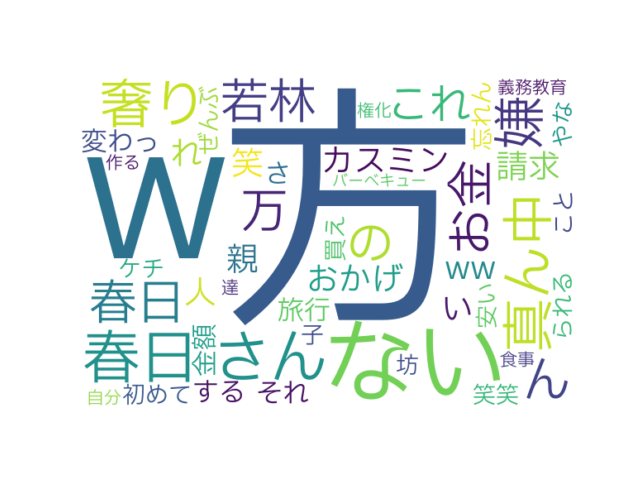 奢り
ぜんぶ
若林
権化
これ
忘れん
嫌
義務教育
やな
変わっ
作る
れ
笑
さ
カスミン
バーベキュー
お金
請求
こと
W
方
万
買え
の
真ん中
ケチ
親
おかげ
ww
い
安い
られる
春日
人
達
旅行
春日
金額
さん
子
ない
坊
食事
ん
自分
初めて
する
それ
笑笑